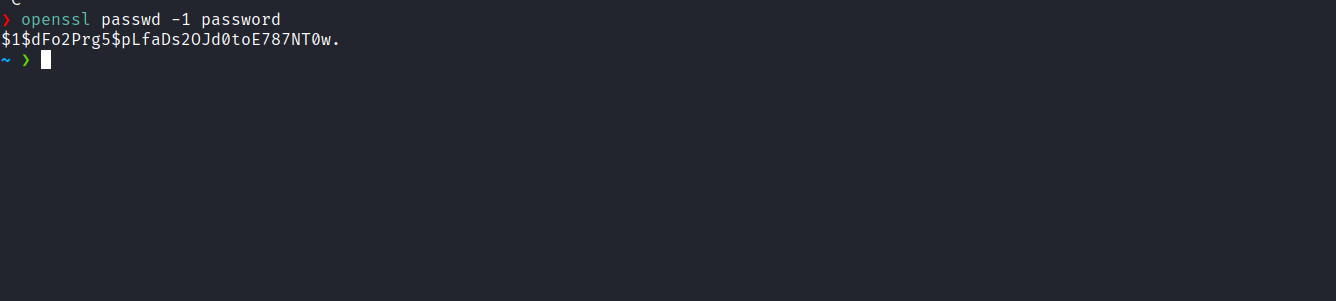 ❯ openssl passwd -1 password
$1$dFo2Prg5$pLfaDs2OJd0toE787NT0w.
~ ❯